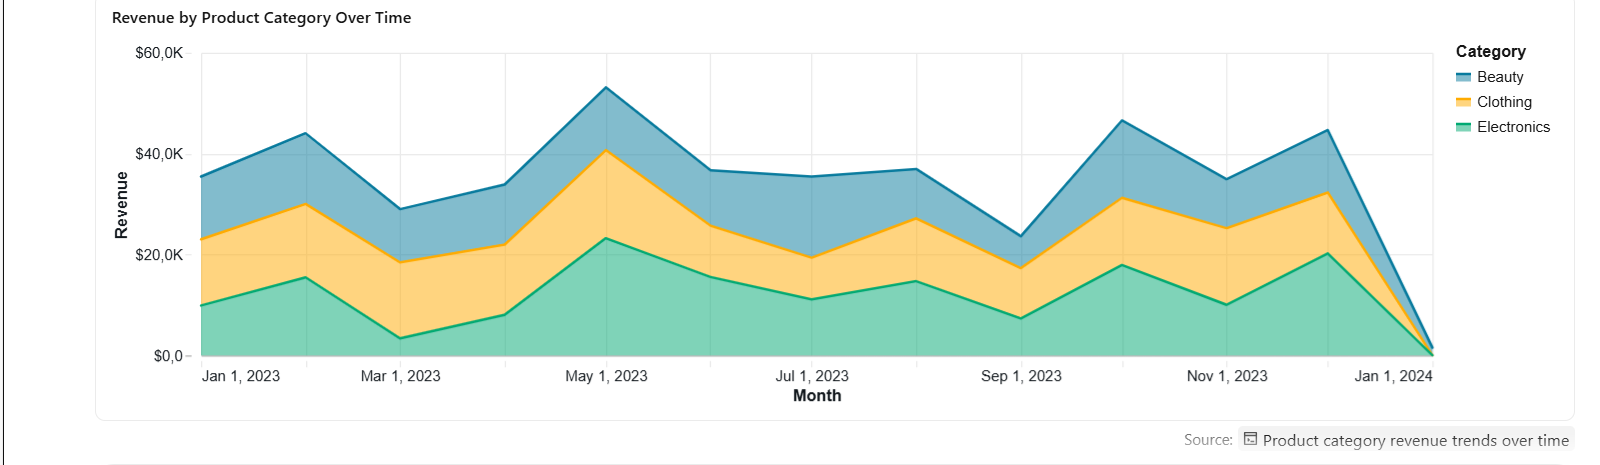 Revenue by Product Category Over Time
$60,0K
$40,0K
$20,0K
$0,0
Revenue
Category
Beauty
Clothing
Electronics
Jan 1, 2023
Mar 1, 2023
May 1, 2023
Jul 1, 2023
Sep 1, 2023
Nov 1, 2023
Jan 1, 2024
Month
Source: Product category revenue trends over time